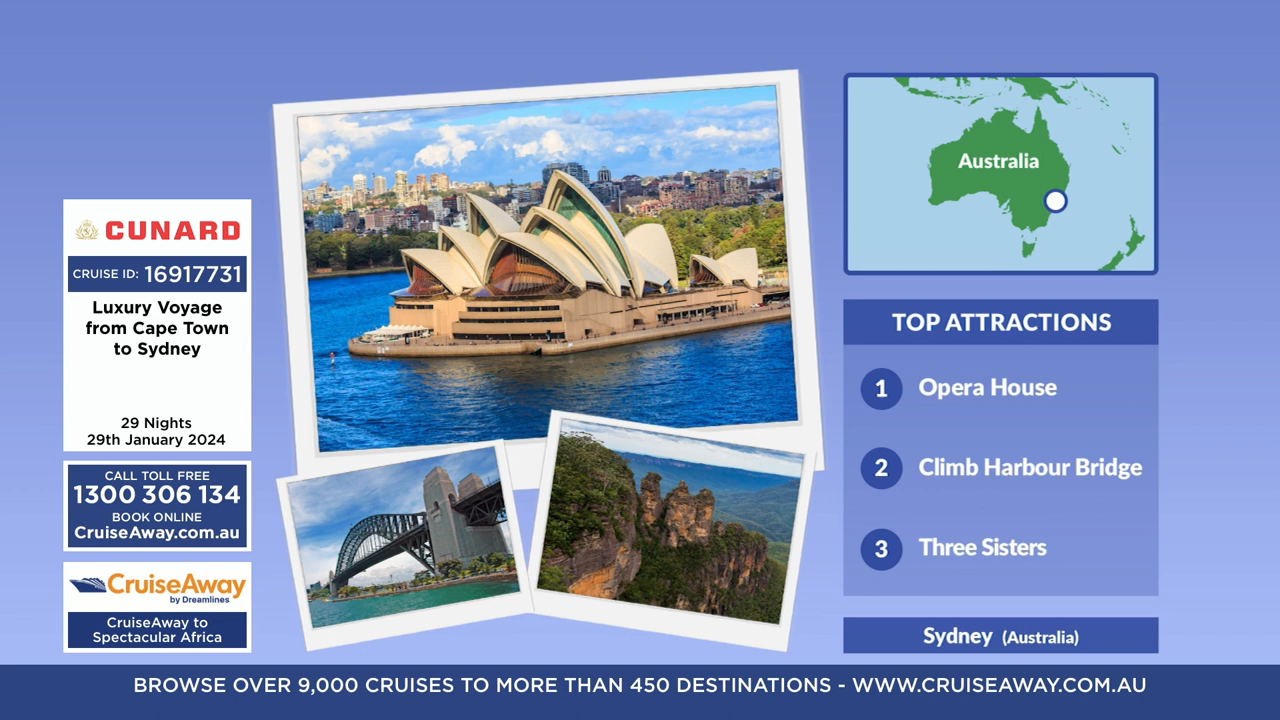 CUNARD
CRUISE ID: 16917731
Luxury Voyage
from Cape Town
to Sydney
29 Nights
29th January 2024
CALL TOLL FREE
1300 306 134
BOOK ONLINE
CruiseAway.com.au
CruiseAway
by Dreamlines
CruiseAway to
Spectacular Africa
Australia
TOP ATTRACTIONS
1 Opera House
2 Climb Harbour Bridge
3 Three Sisters
Sydney (Australia)
BROWSE OVER 9,000 CRUISES TO MORE THAN 450 DESTINATIONS - WWW.CRUISEAWAY.COM.AU